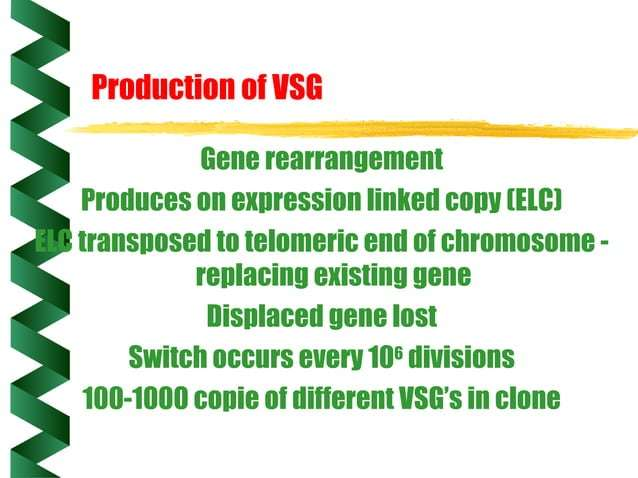 Production of VSG
Gene rearrangement
Produces on expression linked copy (ELC)
ELC transposed to telomeric end of chromosome -
replacing existing gene
Displaced gene lost
Switch occurs every 10⁶ divisions
100-1000 copie of different VSG’s in clone